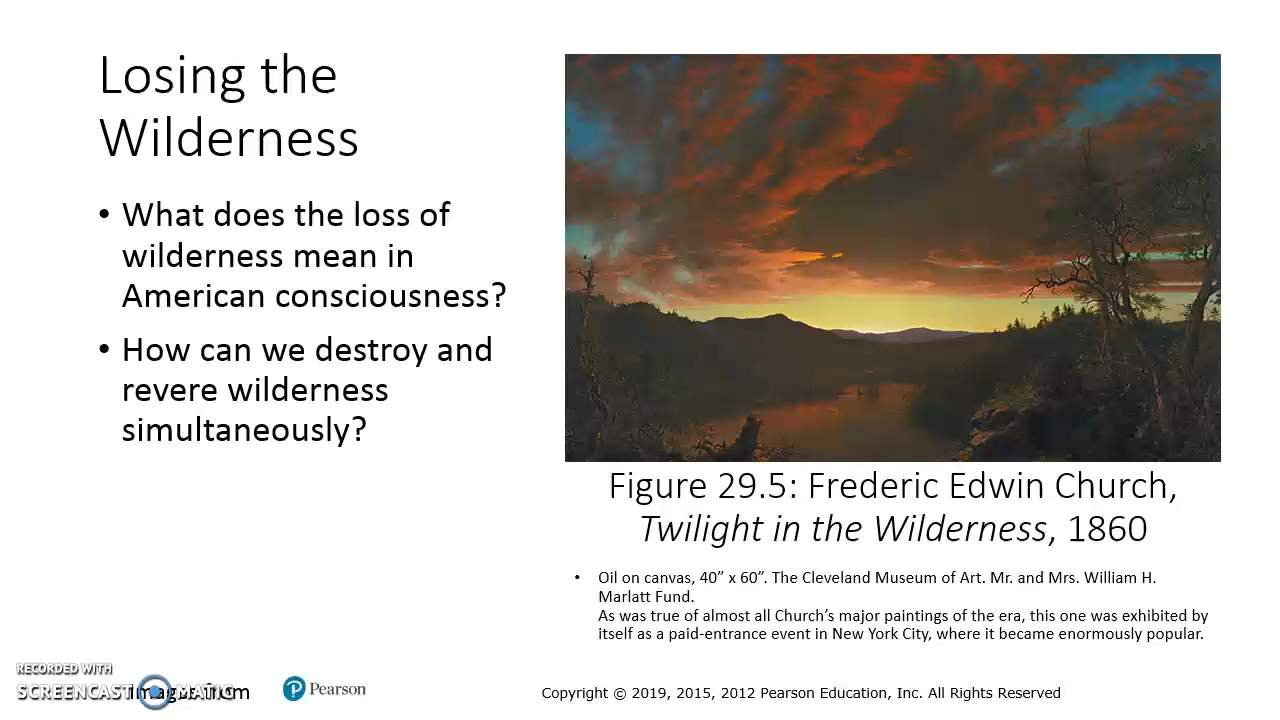 Losing the
Wilderness
• What does the loss of
wilderness mean in
American consciousness?
• How can we destroy and
revere wilderness
simultaneously?
Figure 29.5: Frederic Edwin Church,
Twilight in the Wilderness, 1860
• Oil on canvas, 40” x 60”. The Cleveland Museum of Art. Mr. and Mrs. William H.
Marlatt Fund.
As was true of almost all Church’s major paintings of the era, this one was exhibited by
itself as a paid-entrance event in New York City, where it became enormously popular.
RECORDED WITH
SCREENCAST MATIC
Pearson
Copyright © 2019, 2015, 2012 Pearson Education, Inc. All Rights Reserved